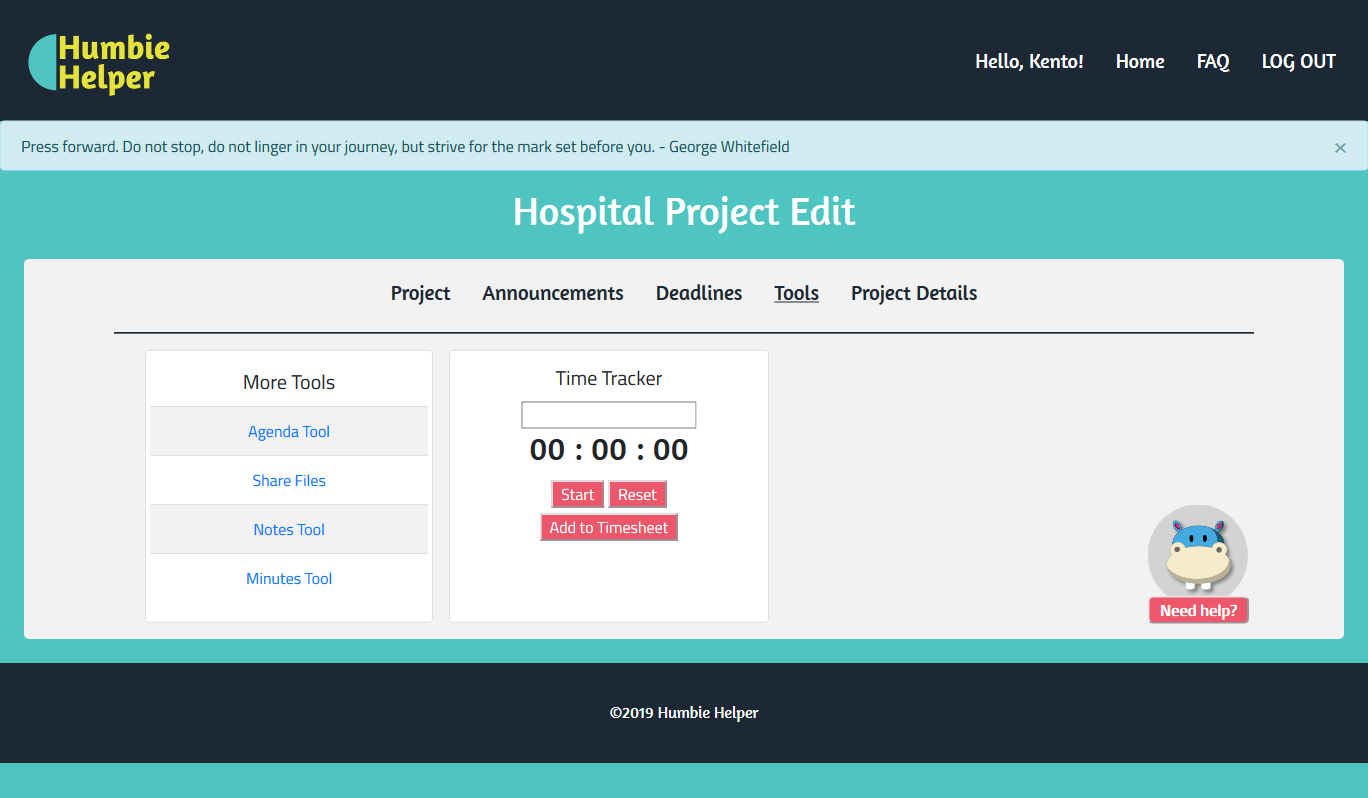 Humbie
Helper
Hello, Kento! Home FAQ LOG OUT
Press forward. Do not stop, do not linger in your journey, but strive for the mark set before you. - George Whitefield ×
Hospital Project Edit
Project Announcements Deadlines Tools Project Details
More Tools
Agenda Tool
Share Files
Notes Tool
Minutes Tool
Time Tracker
00 : 00 : 00
Start Reset
Add to Timesheet
Need help?
©2019 Humbie Helper